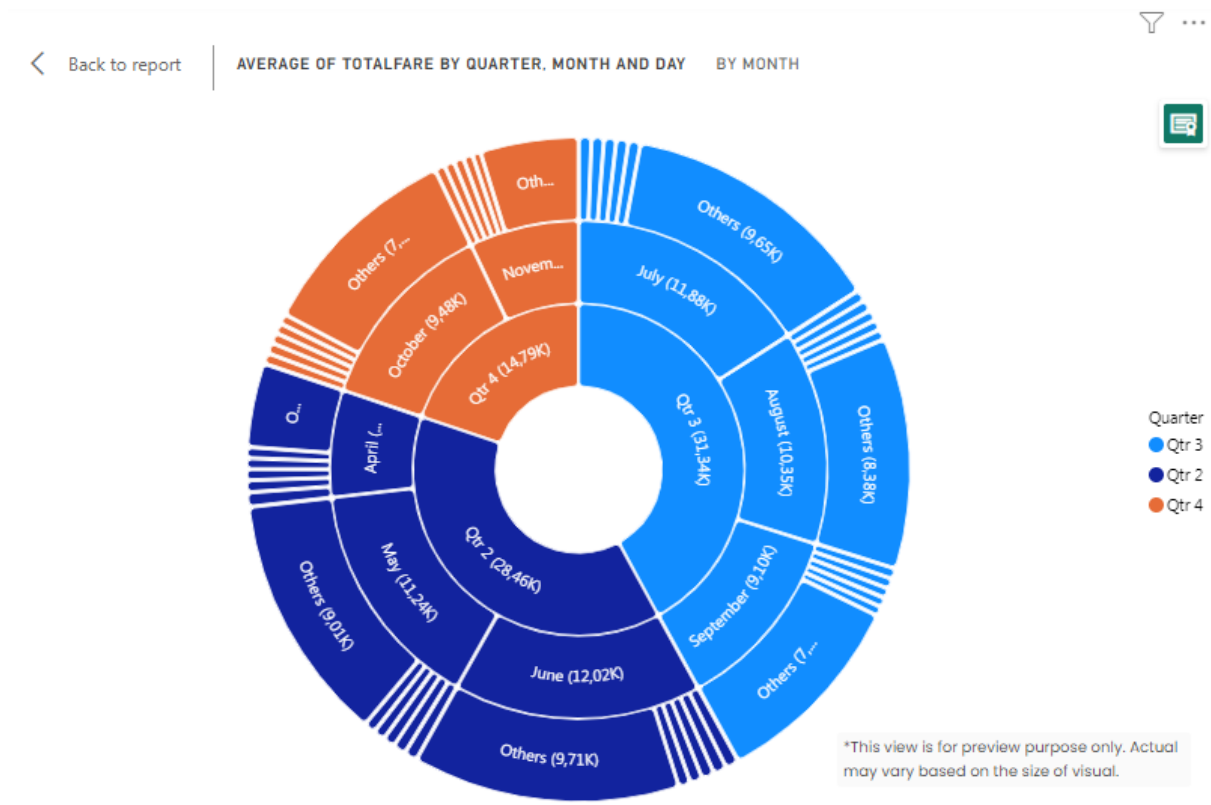 Back to report
AVERAGE OF TOTALFARE BY QUARTER, MONTH AND DAY
BY MONTH
Oth...
Others (9,65K)
Others (7,...
Novem...
July (11,88K)
October (9,48K)
Qtr 4 (14,79K)
Qtr 3 (31,34K)
August (10,35K)
Others (8,38K)
O...
April (...
Qtr 2 (28,46K)
May (11,24K)
Others (9,01K)
September (9,10K)
Others (7,...
June (12,02K)
Others (9,71K)
Quarter
Qtr 3
Qtr 2
Qtr 4
*This view is for preview purpose only. Actual
may vary based on the size of visual.